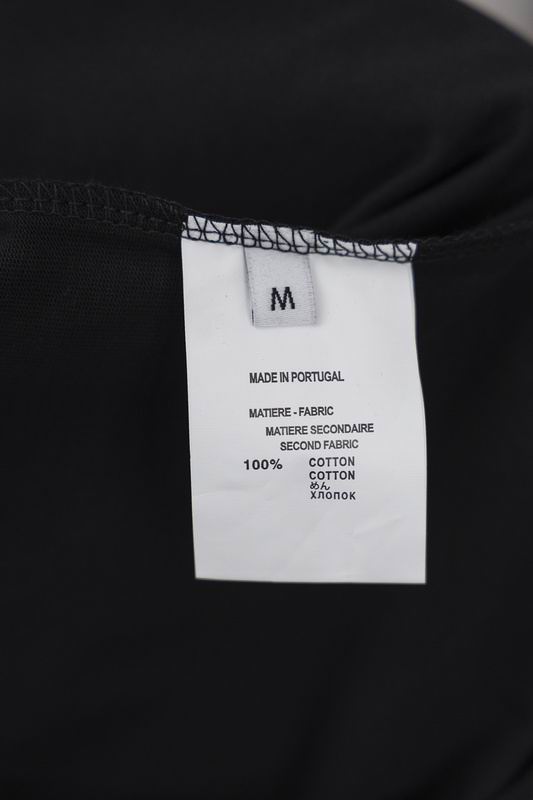 M
MADE IN PORTUGAL
MATIERE - FABRIC
MATIERE SECONDAIRE
SECOND FABRIC
100% COTTON
COTTON
めん
ХЛОПОК